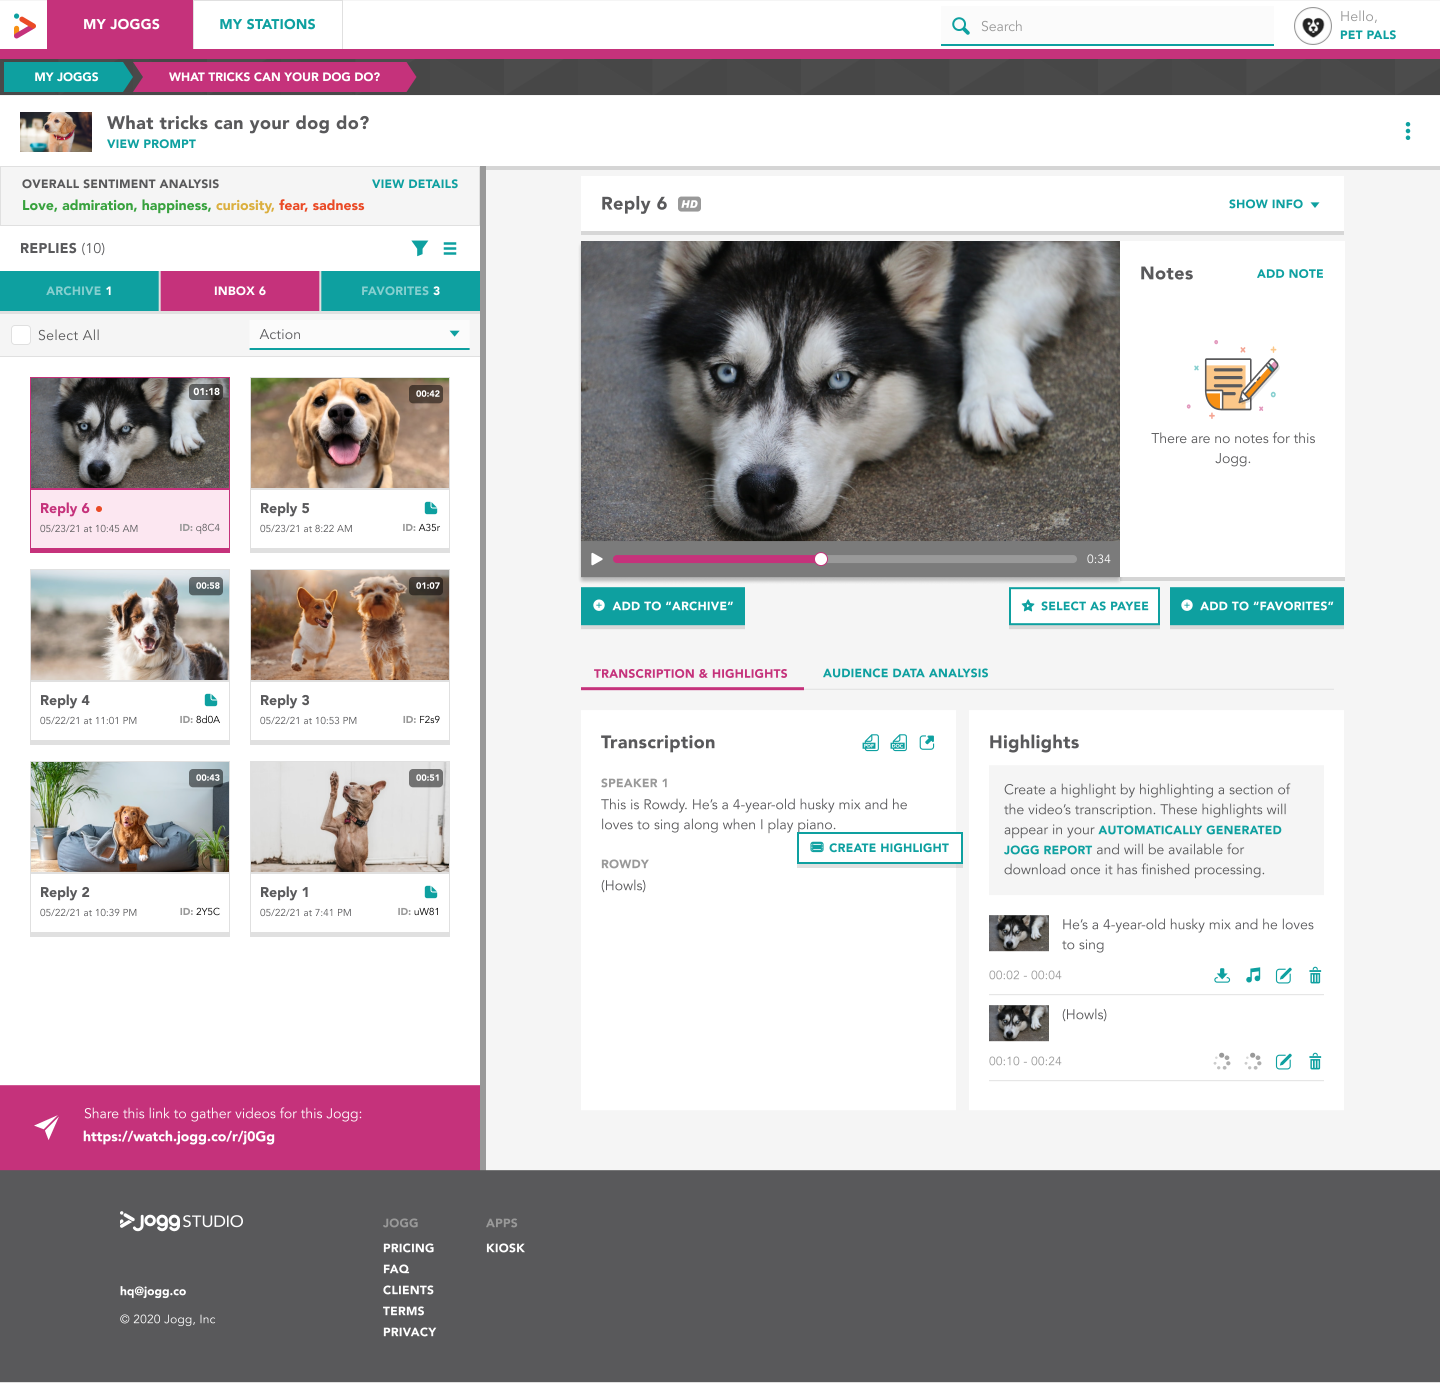 MY JOGGS
MY STATIONS
Search
Hello,
PET PALS
MY JOGGS
WHAT TRICKS CAN YOUR DOG DO?
What tricks can your dog do?
VIEW PROMPT
OVERALL SENTIMENT ANALYSIS
VIEW DETAILS
Love, admiration, happiness, curiosity, fear, sadness
REPLIES (10)
ARCHIVE 1
INBOX 6
FAVORITES 3
Select All
Action
01:18
Reply 6
05/23/21 at 10:45 AM
ID: q8C4
00:42
Reply 5
05/23/21 at 8:22 AM
ID: A35r
00:58
Reply 4
05/22/21 at 11:01 PM
ID: 8d0A
01:07
Reply 3
05/22/21 at 10:53 PM
ID: F2s9
00:43
Reply 2
05/22/21 at 10:39 PM
ID: 2Y5C
00:51
Reply 1
05/22/21 at 7:41 PM
ID: uW81
Share this link to gather videos for this Jogg:
https://watch.jogg.co/r/j0Gg
Reply 6 HD
SHOW INFO
0:34
Notes
ADD NOTE
There are no notes for this
Jogg.
ADD TO “ARCHIVE”
SELECT AS PAYEE
ADD TO “FAVORITES”
TRANSCRIPTION & HIGHLIGHTS
AUDIENCE DATA ANALYSIS
Transcription
PDF
DOC
SPEAKER 1
This is Rowdy. He’s a 4-year-old husky mix and he
loves to sing along when I play piano.
CREATE HIGHLIGHT
ROWDY
(Howls)
Highlights
Create a highlight by highlighting a section of
the video’s transcription. These highlights will
appear in your AUTOMATICALLY GENERATED
JOGG REPORT and will be available for
download once it has finished processing.
He’s a 4-year-old husky mix and he loves
to sing
00:02 - 00:04
(Howls)
00:10 - 00:24
jogg STUDIO
hq@jogg.co
© 2020 Jogg, Inc
JOGG
PRICING
FAQ
CLIENTS
TERMS
PRIVACY
APPS
KIOSK